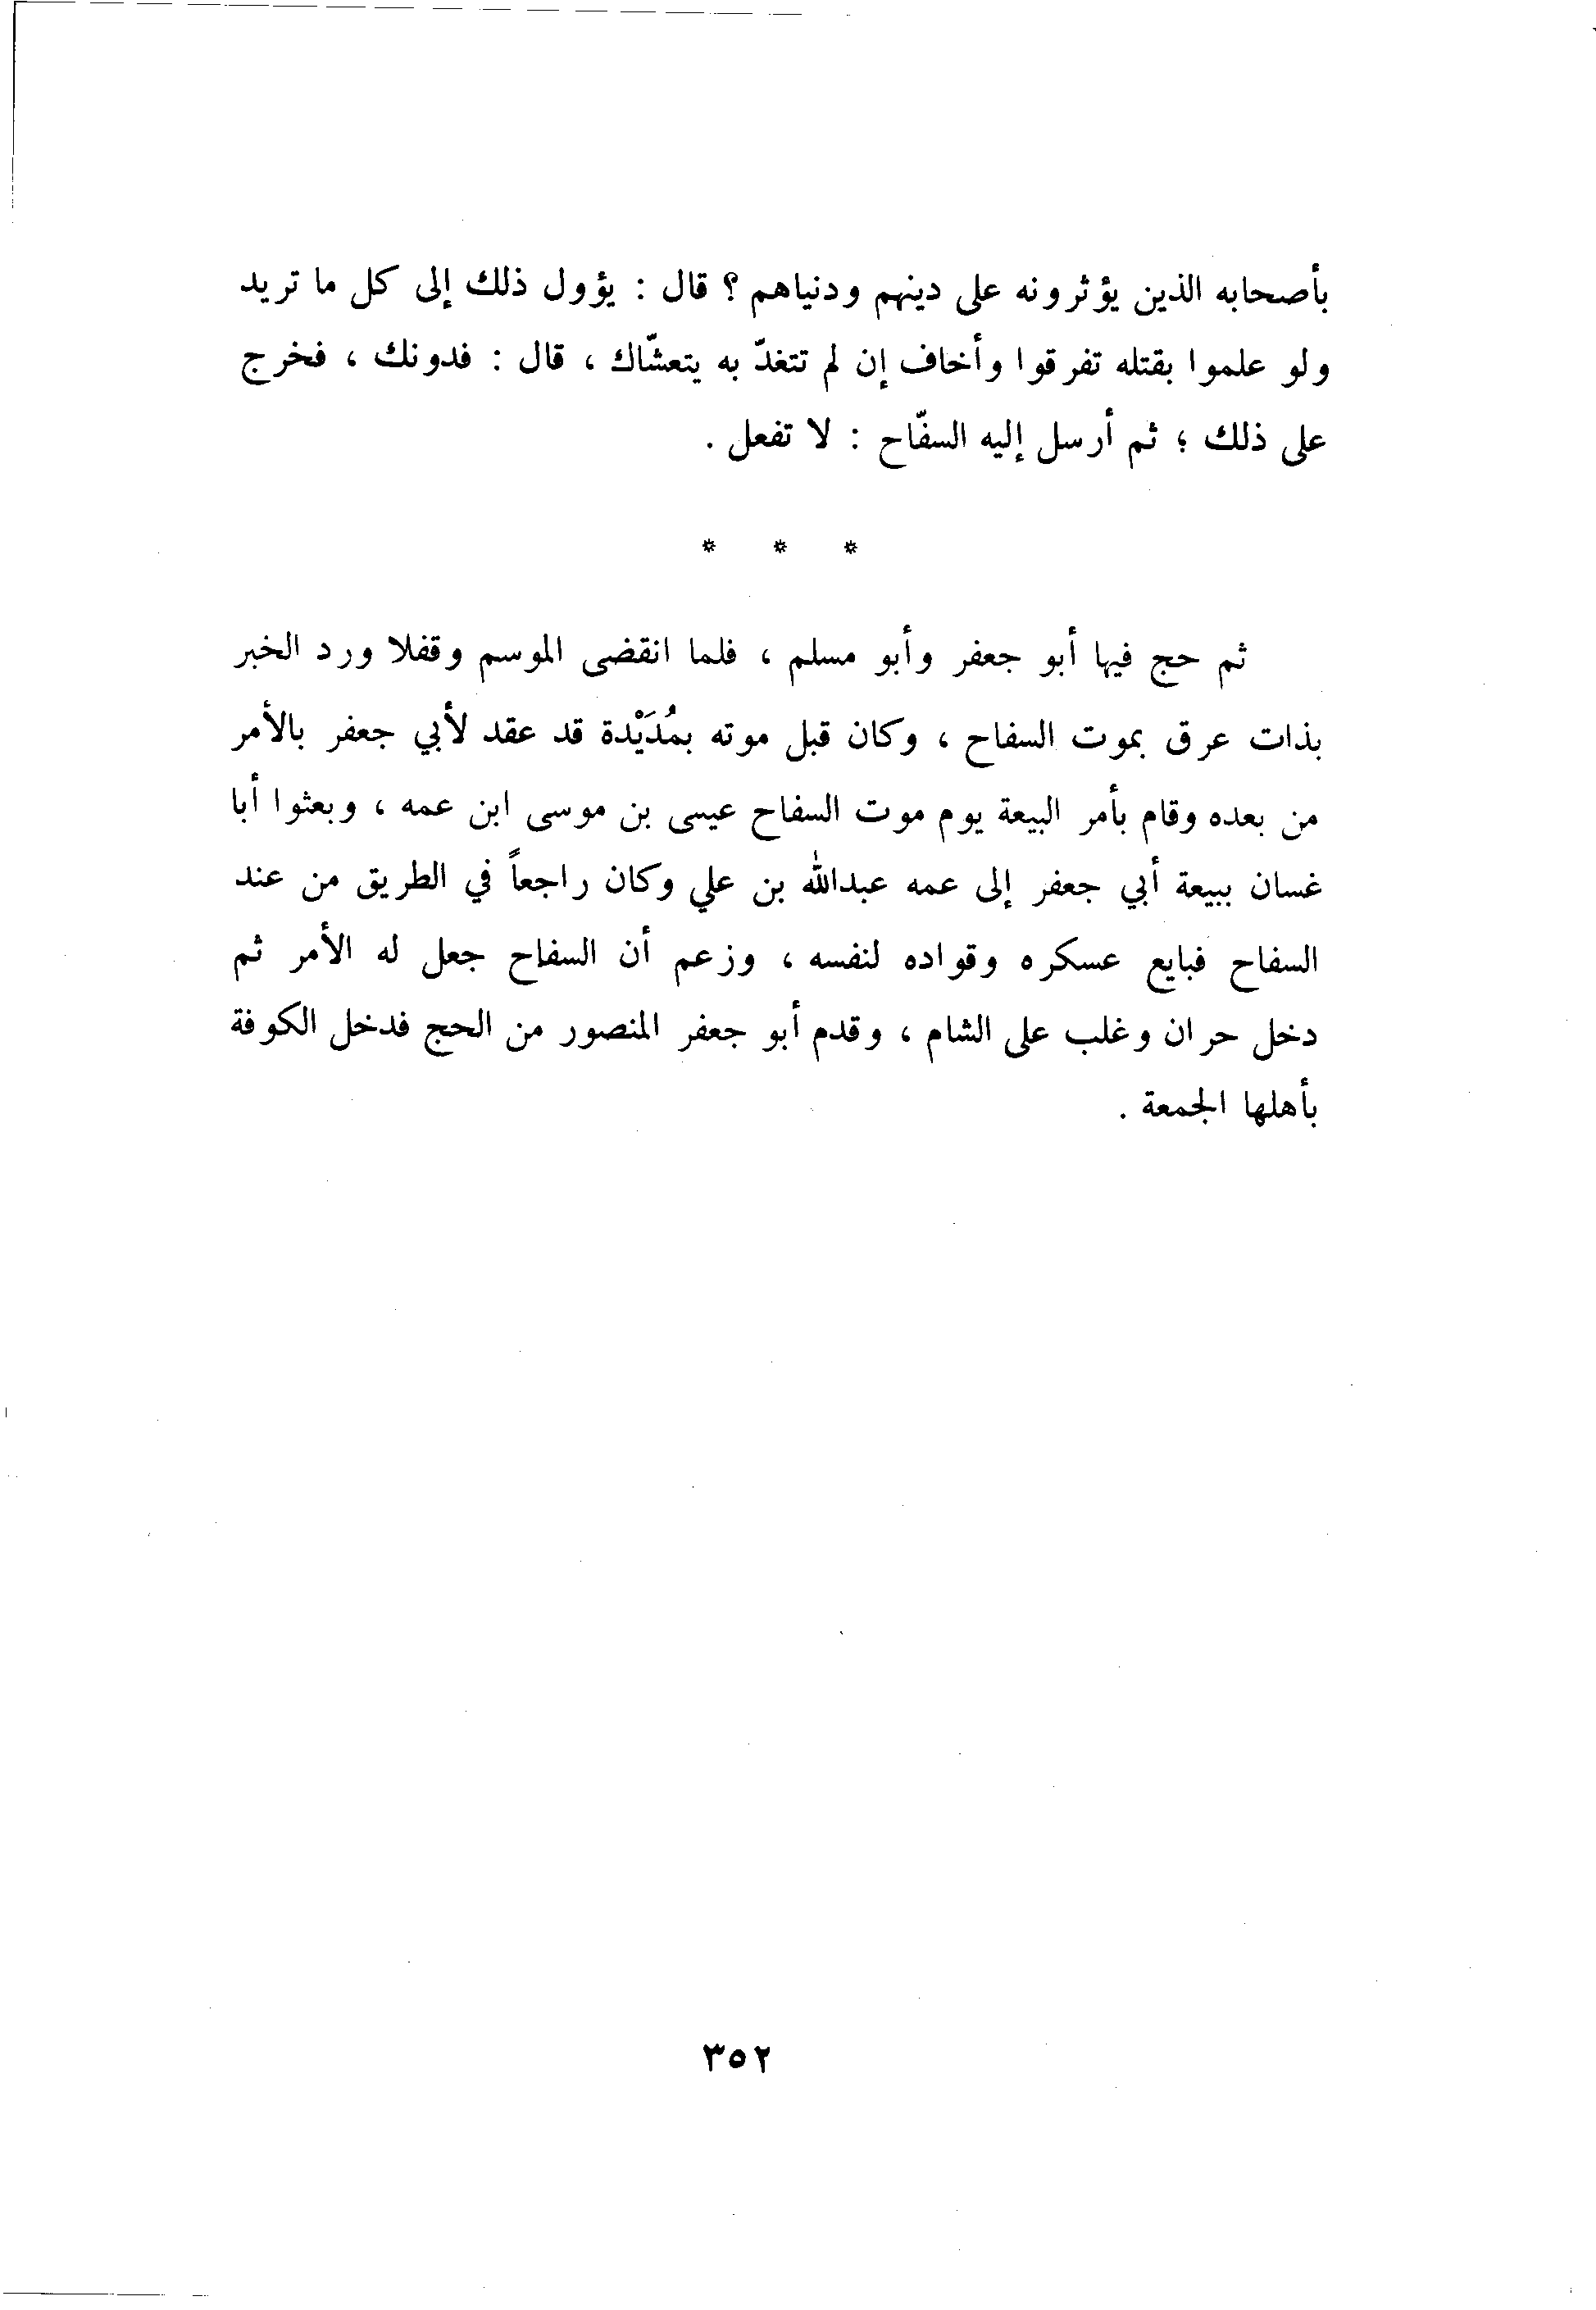 بأصحابه الذين يؤثرونه على دينهم ودنياهم ؟ قال : يؤول ذلك إلى كل ما تريد
ولو علموا بقتله تفرقوا وأخاف إن لم تتغدّ به يتعشّاك ، قال : فدونك ، فخرج
على ذلك ؛ ثم أرسل إليه السفّاح : لا تفعل .
* * *
ثم حج فيها أبو جعفر وأبو مسلم ، فلما انقضى الموسم وقفلا ورد الخبر
بذات عرق بموت السفاح ، وكان قبل موته بمُدَيْدة قد عقد لأبي جعفر بالأمر
من بعده وقام بأمر البيعة يوم موت السفاح عيسى بن موسى ابن عمه ، وبعثوا أبا
غسان ببيعة أبي جعفر إلى عمه عبدالله بن علي وكان راجعاً في الطريق من عند
السفاح فبايع عسكره وقواده لنفسه ، وزعم أن السفاح جعل له الأمر ثم
دخل حران وغلب على الشام ، وقدم أبو جعفر المنصور من الحج فدخل الكوفة
بأهلها الجمعة .
٣٥٢